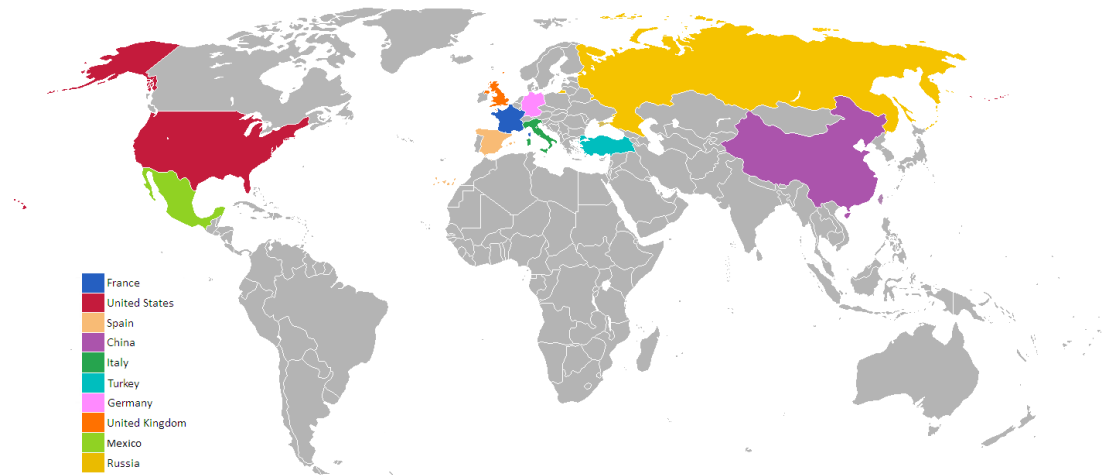 France
United States
Spain
China
Italy
Turkey
Germany
United Kingdom
Mexico
Russia